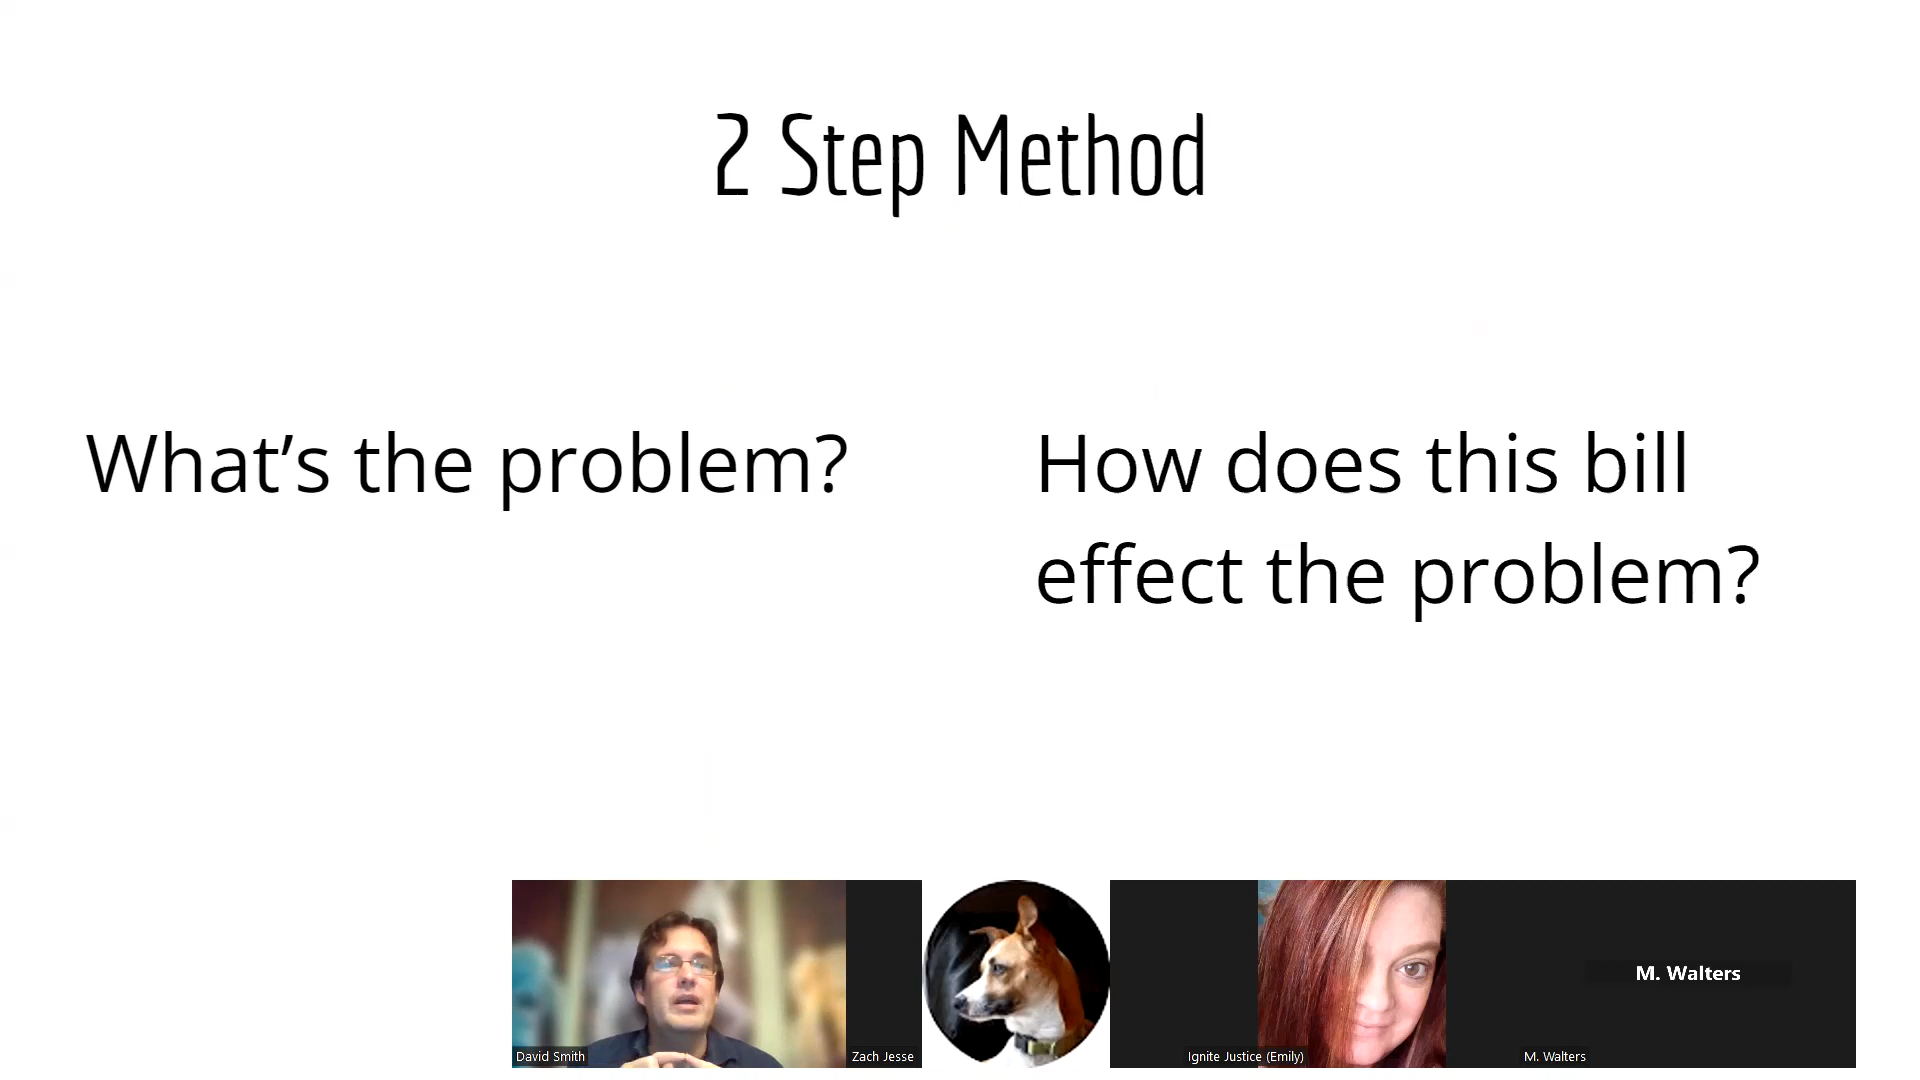 2 Step Method
What’s the problem?
How does this bill
effect the problem?
David Smith
Zach Jesse
Ignite Justice (Emily)
M. Walters
M. Walters